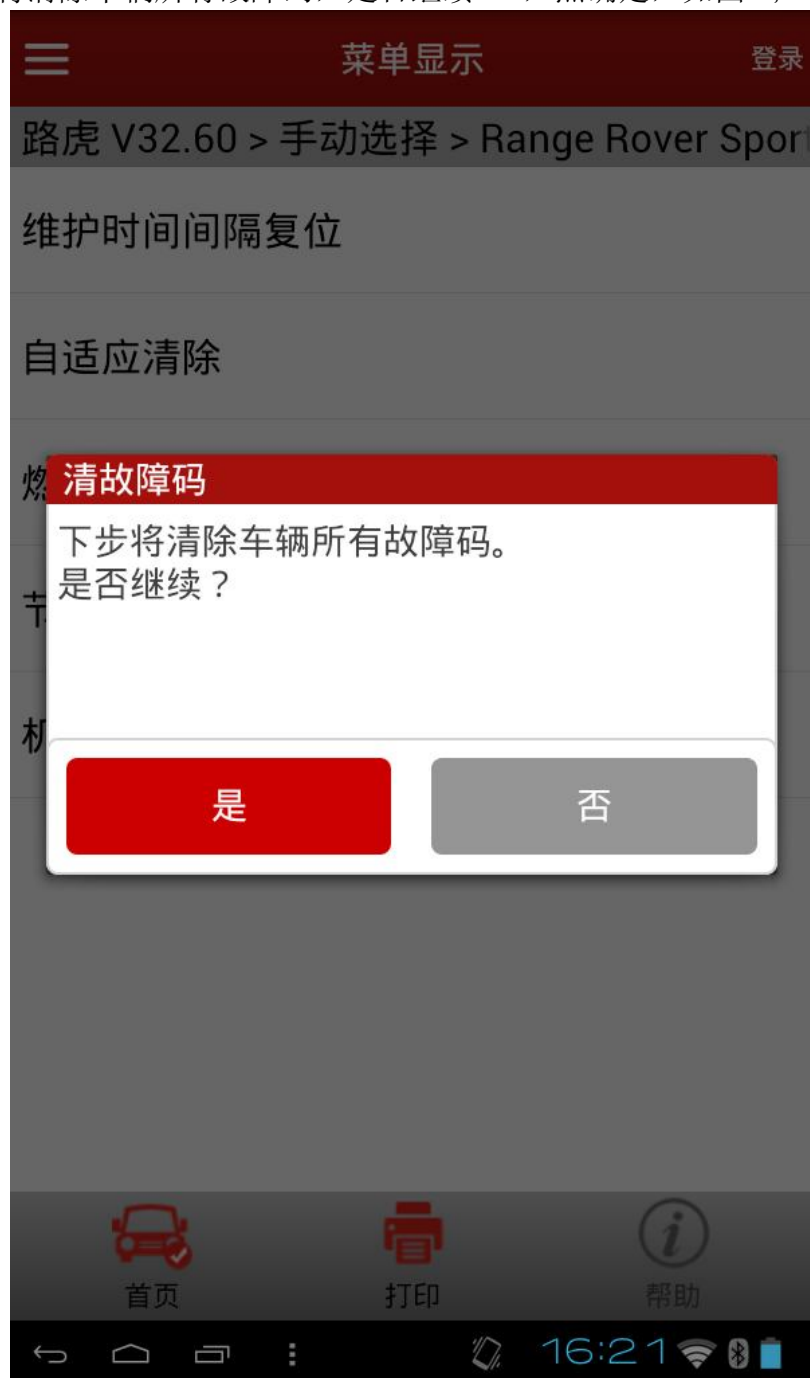 菜单显示
登录
路虎 V32.60 > 手动选择 > Range Rover Sport
维护时间间隔复位
自适应清除
燃
清故障码
下步将清除车辆所有故障码。
是否继续？
节
机
是
否
首页
打印
帮助
16:21